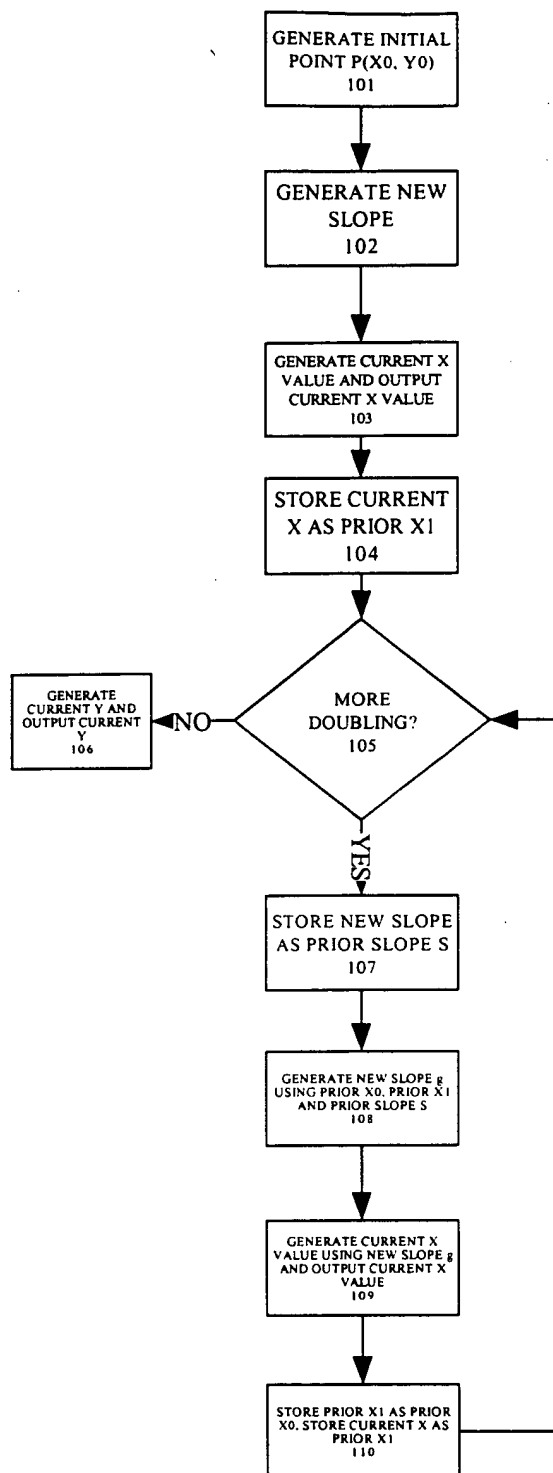 GENERATE INITIAL
POINT P(X0, Y0)
101
GENERATE NEW
SLOPE
102
GENERATE CURRENT X
VALUE AND OUTPUT
CURRENT X VALUE
103
STORE CURRENT
X AS PRIOR X1
104
MORE
DOUBLING?
105
NO
GENERATE
CURRENT Y AND
OUTPUT CURRENT
Y
106
YES
STORE NEW SLOPE
AS PRIOR SLOPE S
107
GENERATE NEW SLOPE g
USING PRIOR X0, PRIOR X1
AND PRIOR SLOPE S
108
GENERATE CURRENT X
VALUE USING NEW SLOPE g
AND OUTPUT CURRENT X
VALUE
109
STORE PRIOR X1 AS PRIOR
X0, STORE CURRENT X AS
PRIOR X1
110